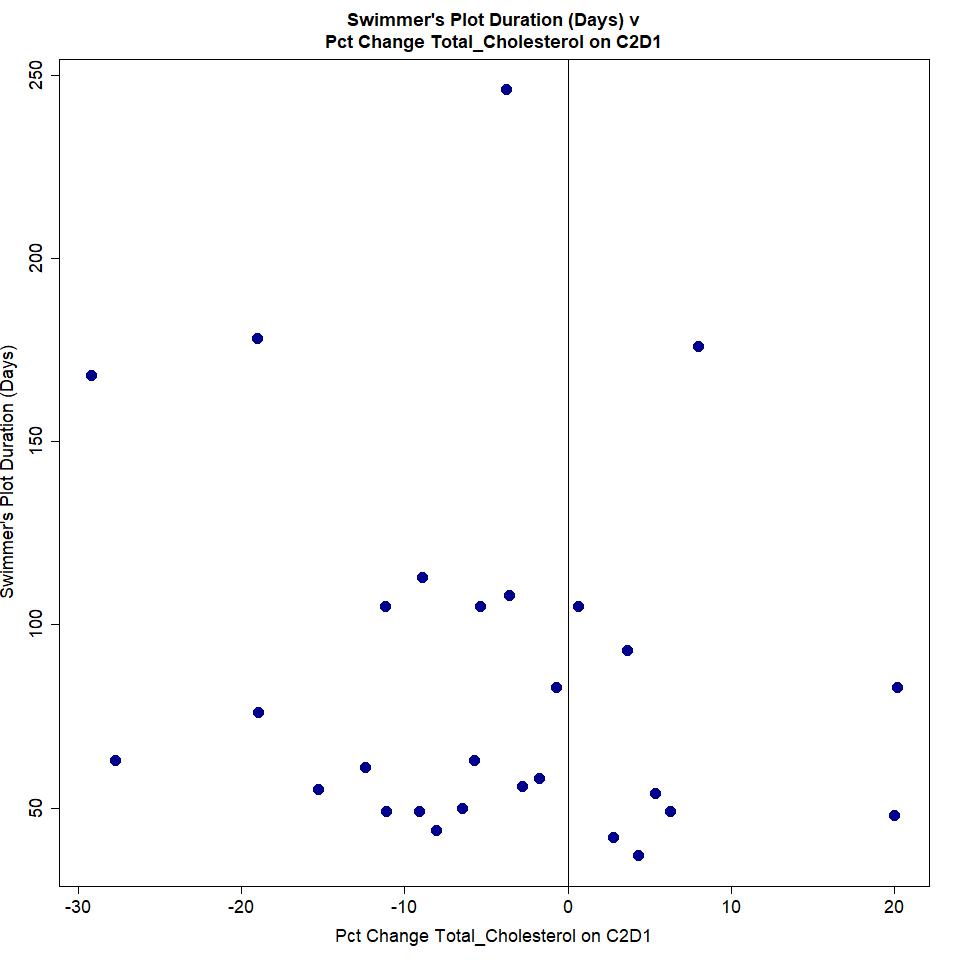 Swimmer's Plot Duration (Days) v
Pct Change Total_Cholesterol on C2D1
Swimmer's Plot Duration (Days)
250
200
150
100
50
-30
-20
-10
0
10
20
Pct Change Total_Cholesterol on C2D1